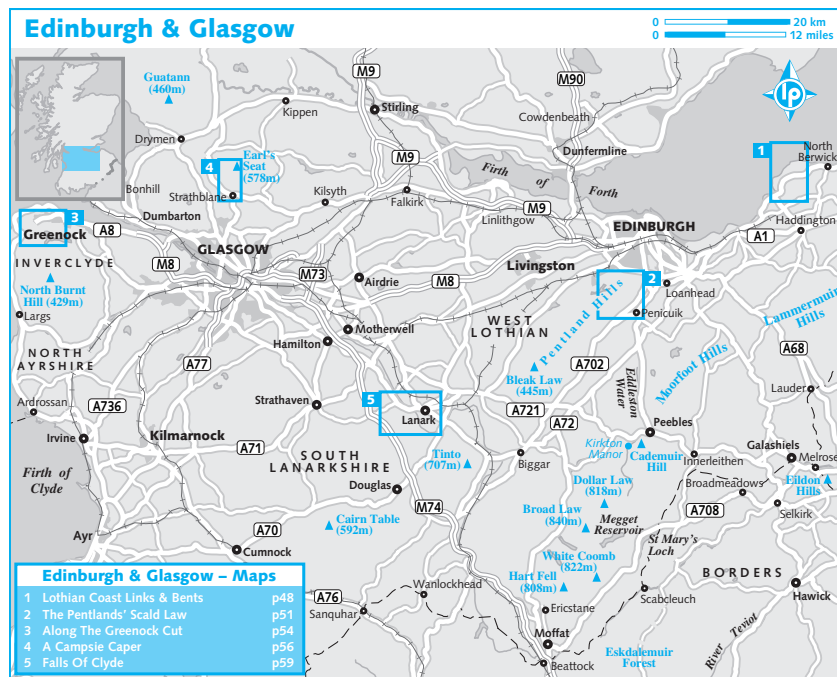 Edinburgh & Glasgow
0 20 km
0 12 miles
lp
M9
M90
Guatann
(460m)
Kippen
Stirling
Cowdenbeath
Drymen
Dunfermline
1
North
Berwick
4
Earl's
Seat
(578m)
M9
Firth of
Forth
Bonhill
Strathblane
Kilsyth
Falkirk
Linlithgow
M9
Dumbarton
3
Greenock
A8
GLASGOW
EDINBURGH
Haddington
A1
INVERCLYDE
M8
M73
Livingston
Airdrie
M8
2
Loanhead
North Burnt
Hill (429m)
Largs
Pentland Hills
Penicuik
Lammermuir
Hills
Motherwell
WEST
LOTHIAN
Hamilton
NORTH
AYRSHIRE
A77
A702
Eddleston
Water
Moorfoot Hills
A68
Bleak Law
(445m)
Lauder
Ardrossan
A736
Strathaven
5
Lanark
A721
A72
Peebles
Irvine
Kilmarnock
A71
Kirkton
Manor
Cademuir
Hill
Galashiels
Melrose
SOUTH
LANARKSHIRE
Tinto
(707m)
Biggar
Innerleithen
Firth of
Clyde
Douglas
Dollar Law
(818m)
Broadmeadows
Eildon
Hills
M74
Broad Law
(840m)
Megget
Reservoir
A708
Selkirk
Cairn Table
(592m)
A70
Ayr
Cumnock
St Mary's
Loch
White Coomb
(822m)
Hart Fell
(808m)
BORDERS
Wanlockhead
Scabcleuch
Hawick
A76
Sanquhar
Ericstane
Moffat
Beattock
Eskdalemuir
Forest
River Teviot
Edinburgh & Glasgow – Maps
1 Lothian Coast Links & Bents p48
2 The Pentlands' Scald Law p51
3 Along The Greenock Cut p54
4 A Campsie Caper p56
5 Falls Of Clyde p59